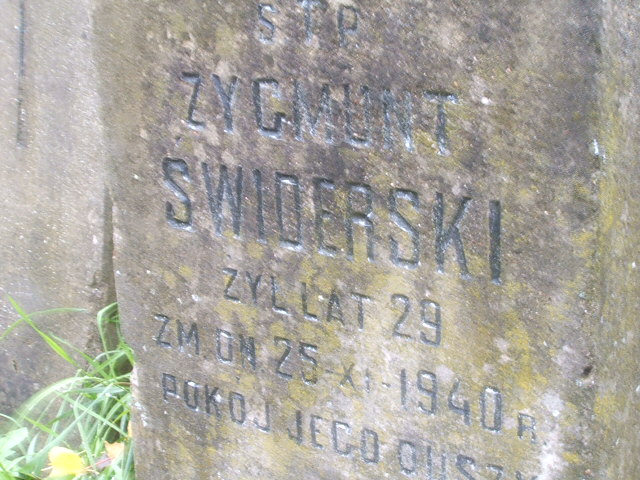 ŚTP
ZYGMUNT
ŚWIDERSKI
ŻYŁ LAT 29
ZM. DN. 25-XI-1940 R
POKÓJ JEGO DUSZY